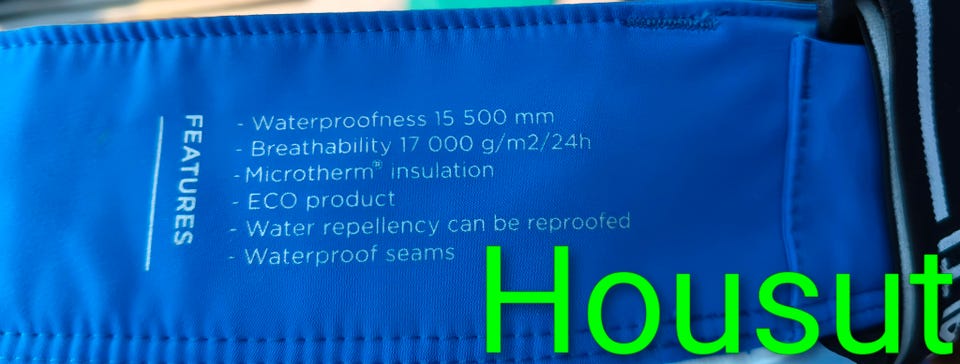 FEATURES
- Waterproofness 15 500 mm
- Breathability 17 000 g/m2/24h
- Microtherm® insulation
- ECO product
- Water repellency can be reproofed
- Waterproof seams
Housut